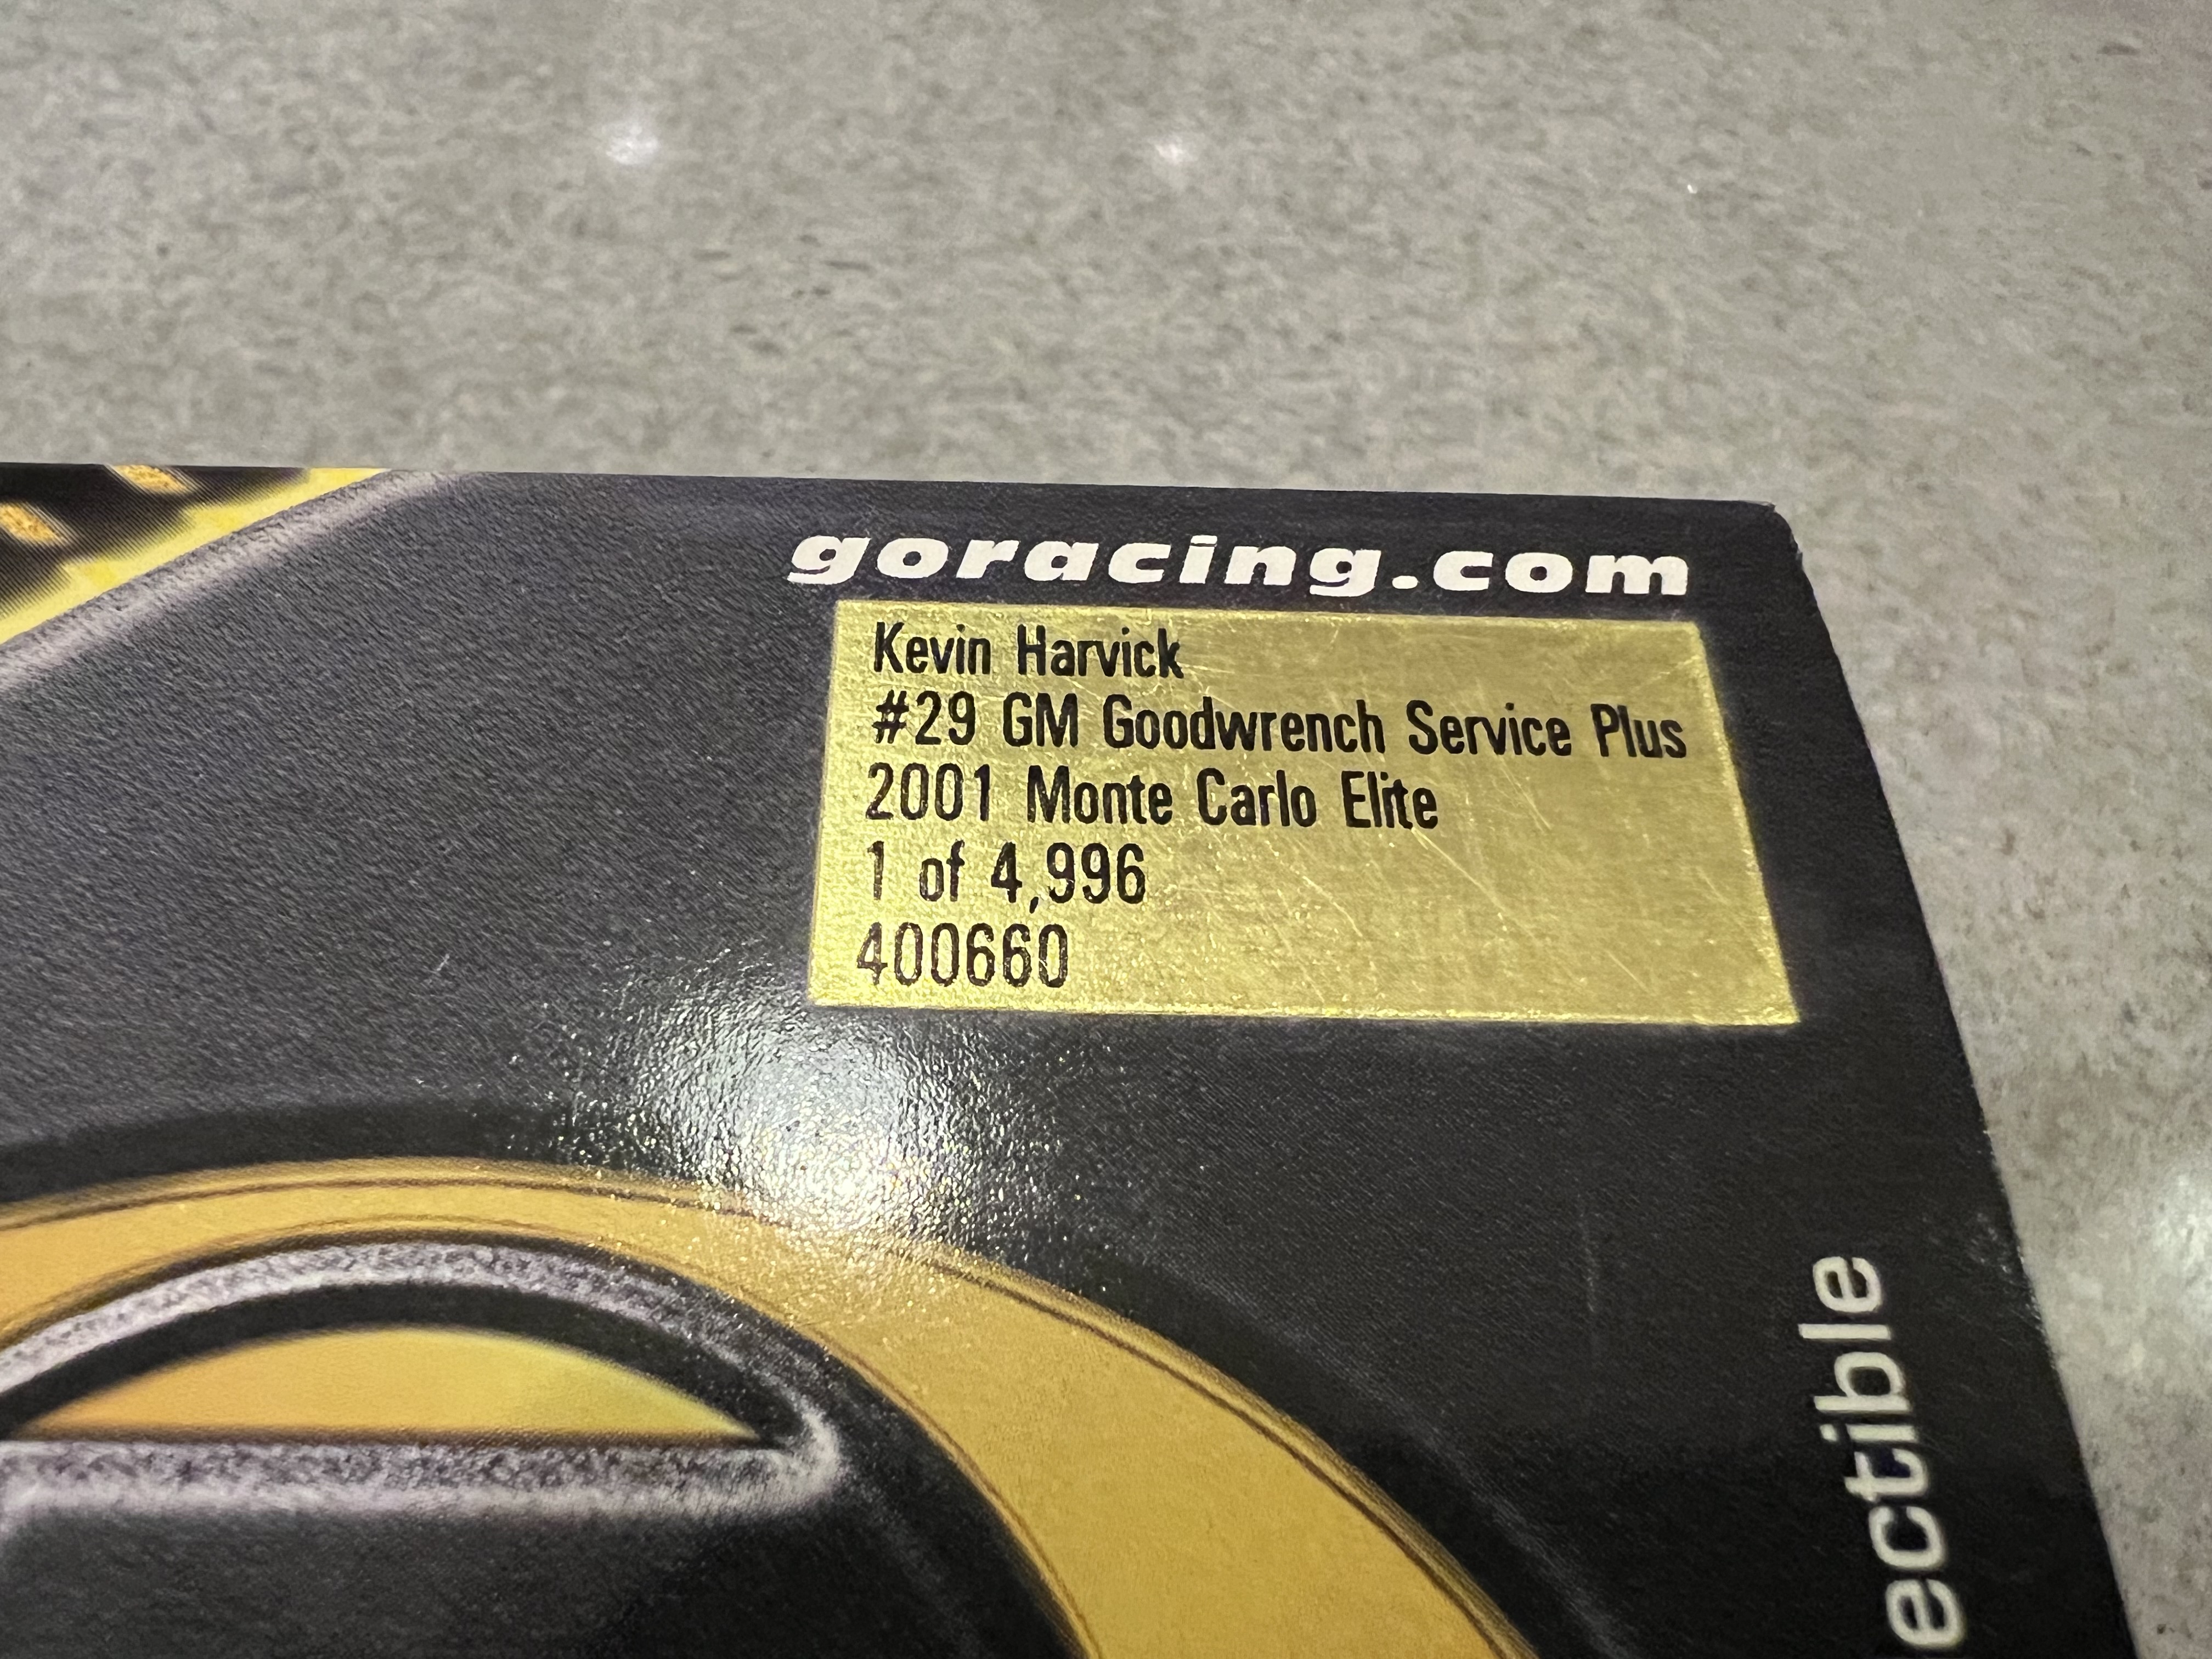 goracing.com
Kevin Harvick
#29 GM Goodwrench Service Plus
2001 Monte Carlo Elite
1 of 4,996
400660
ectible